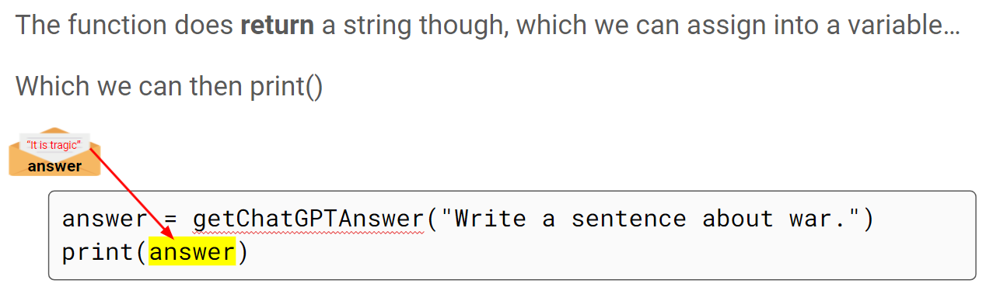 The function does return a string though, which we can assign into a variable…
Which we can then print()
“It is tragic”
answer
answer = getChatGPTAnswer("Write a sentence about war.")
print(answer)